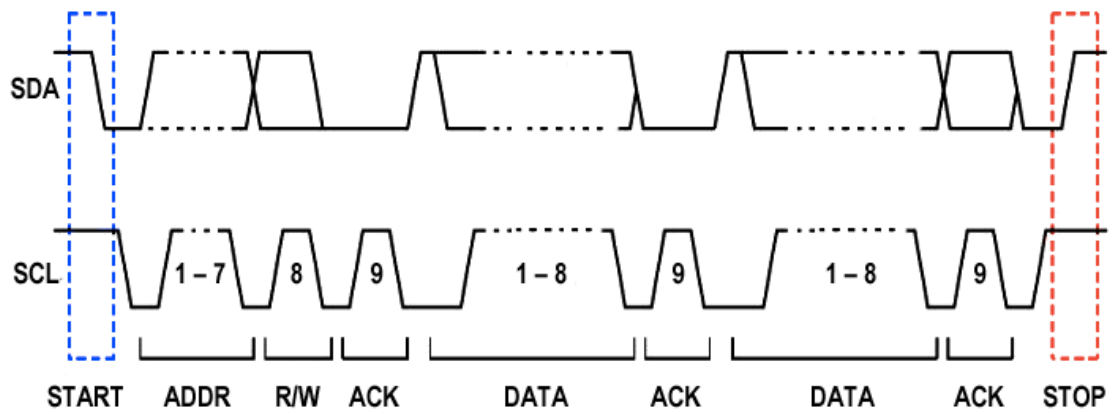 SDA
SCL 1 – 7 8 9 1 – 8 9 1 – 8 9
START ADDR R/W ACK DATA ACK DATA ACK STOP